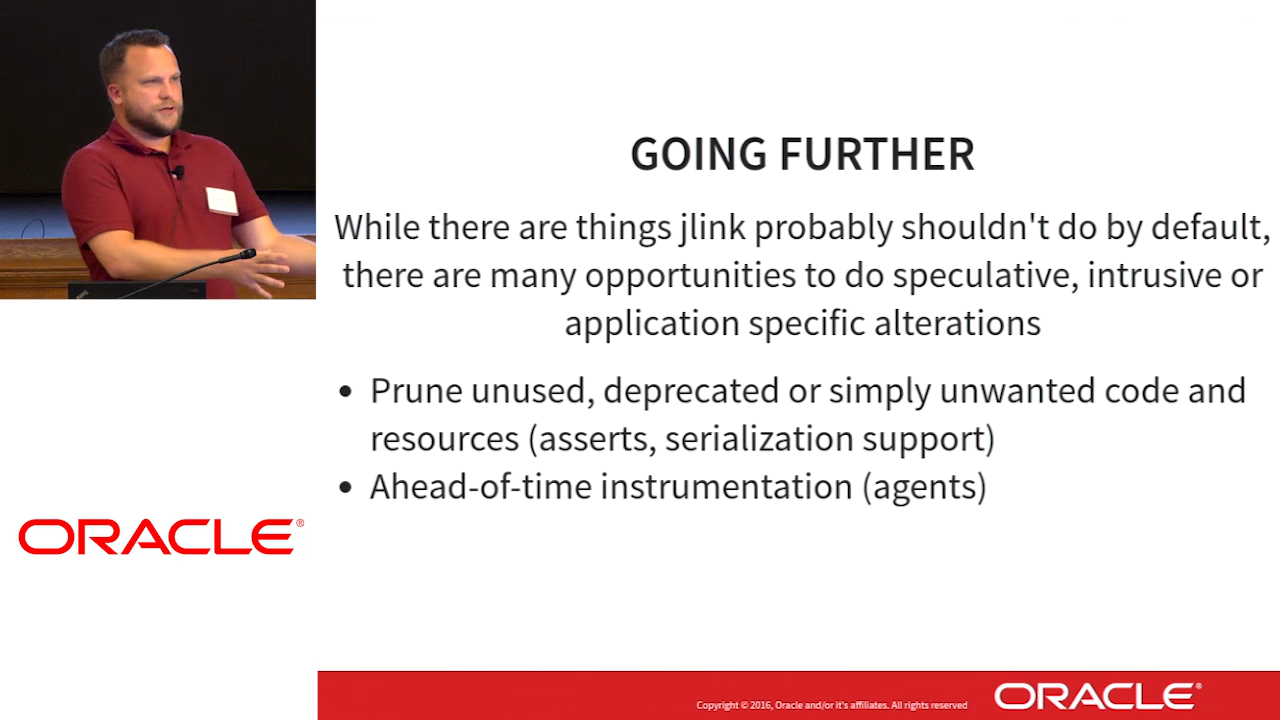 GOING FURTHER
While there are things jlink probably shouldn't do by default,
there are many opportunities to do speculative, intrusive or
application specific alterations
• Prune unused, deprecated or simply unwanted code and
resources (asserts, serialization support)
• Ahead-of-time instrumentation (agents)
ORACLE®
Copyright © 2016, Oracle and/or it's affiliates. All rights reserved
ORACLE®